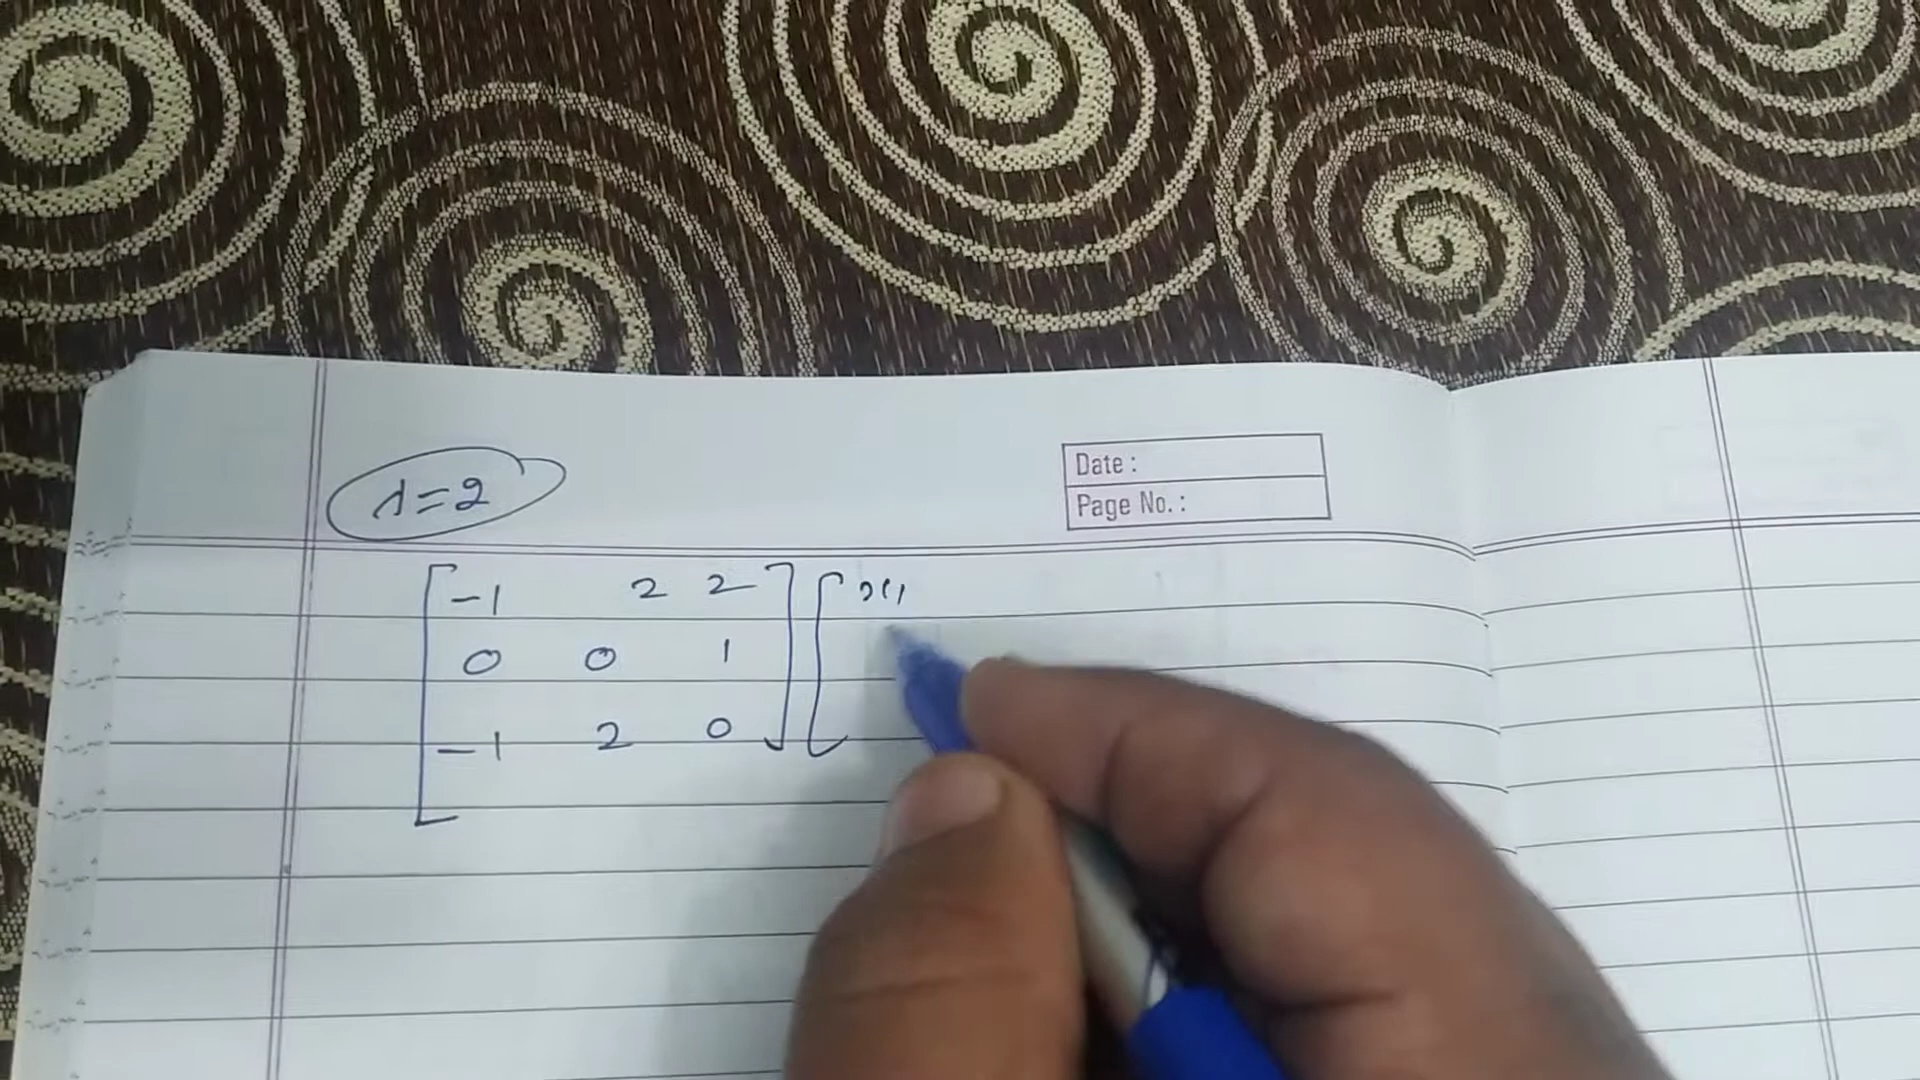 λ=2
Date :
Page No. :
[ -1 2 2 ] [ x1
0 0 1
-1 2 0